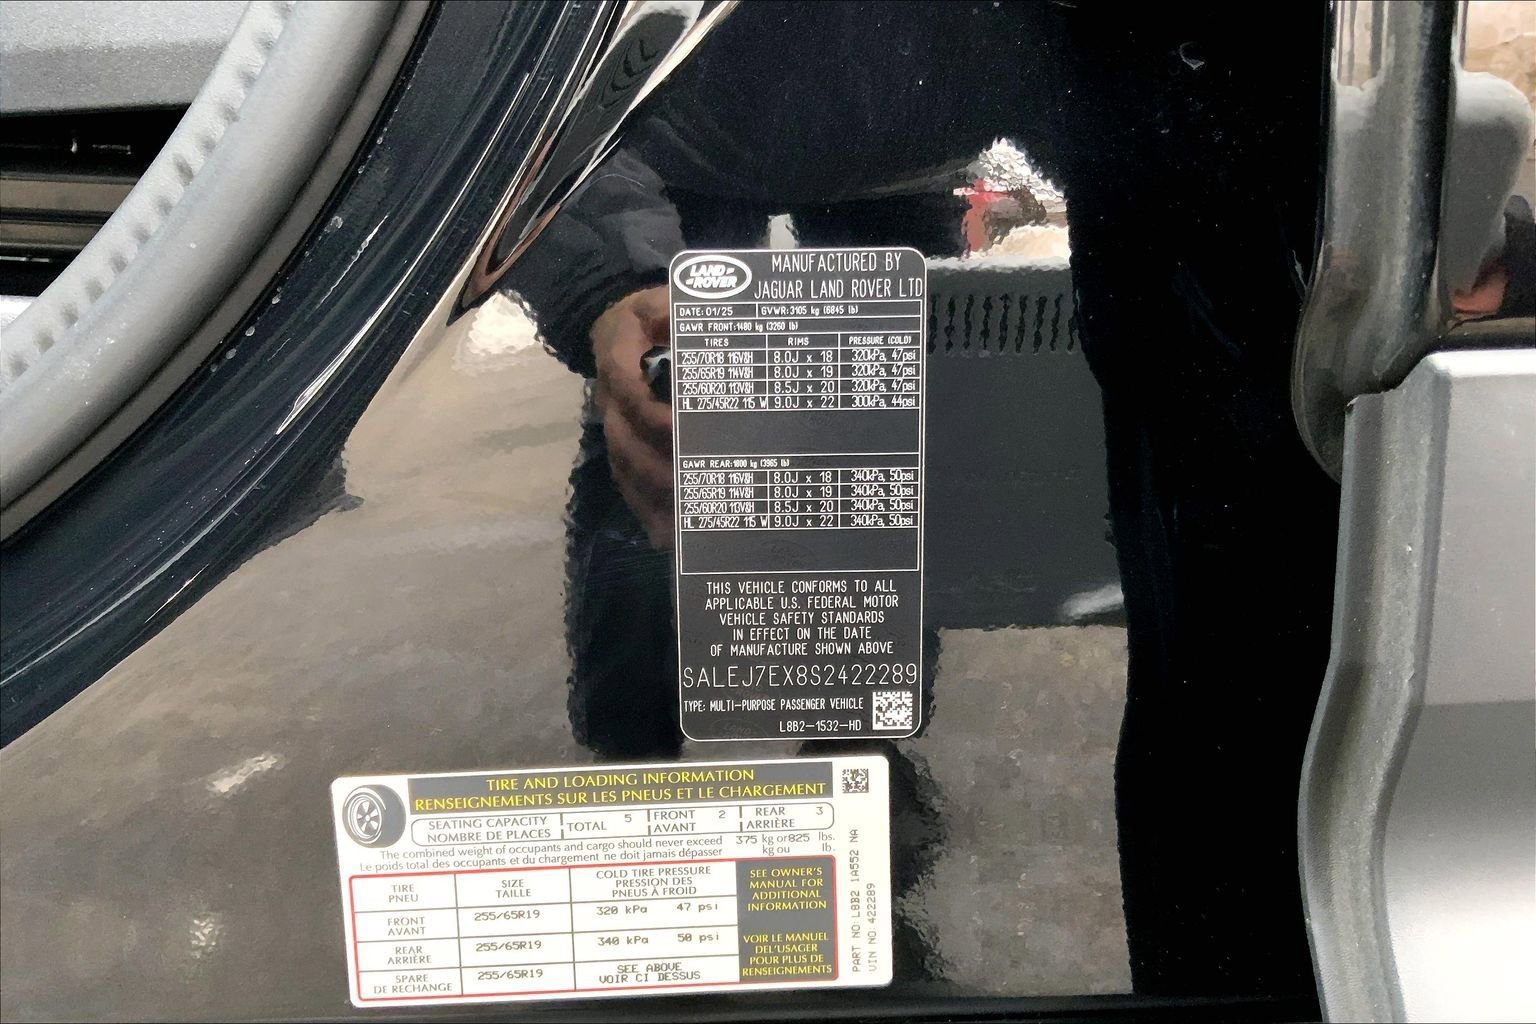 LAND ROVER
MANUFACTURED BY
JAGUAR LAND ROVER LTD
DATE: 01/25 GVWR: 3105 kg (6845 lb)
GAWR FRONT: 1480 kg (3260 lb)
TIRES RIMS PRESSURE (COLD)
255/70R18 116V&H 8.0J x 18 320kPa, 47psi
255/65R19 114V&H 8.0J x 19 320kPa, 47psi
255/60R20 113V&H 8.5J x 20 320kPa, 47psi
HL 275/45R22 115 W 9.0J x 22 300kPa, 44psi
GAWR REAR: 1800 kg (3965 lb)
255/70R18 116V&H 8.0J x 18 340kPa, 50psi
255/65R19 114V&H 8.0J x 19 340kPa, 50psi
255/60R20 113V&H 8.5J x 20 340kPa, 50psi
HL 275/45R22 115 W 9.0J x 22 340kPa, 50psi
THIS VEHICLE CONFORMS TO ALL
APPLICABLE U.S. FEDERAL MOTOR
VEHICLE SAFETY STANDARDS
IN EFFECT ON THE DATE
OF MANUFACTURE SHOWN ABOVE
SALEJ7EX8S2422289
TYPE: MULTI-PURPOSE PASSENGER VEHICLE
L8B2-1532-HD
TIRE AND LOADING INFORMATION
RENSEIGNEMENTS SUR LES PNEUS ET LE CHARGEMENT
SEATING CAPACITY
NOMBRE DE PLACES
TOTAL 5
FRONT 2
AVANT
REAR 3
ARRIÈRE
The combined weight of occupants and cargo should never exceed 375 kg or 825 lbs.
Le poids total des occupants et du chargement ne doit jamais dépasser kg ou lb.
TIRE
PNEU
SIZE
TAILLE
COLD TIRE PRESSURE
PRESSION DES
PNEUS À FROID
FRONT
AVANT
255/65R19
320 kPa 47 psi
REAR
ARRIÈRE
255/65R19
340 kPa 50 psi
SPARE
DE RECHANGE
255/65R19
SEE ABOVE
VOIR CI DESSUS
SEE OWNER'S
MANUAL FOR
ADDITIONAL
INFORMATION
VOIR LE MANUEL
DEL'USAGER
POUR PLUS DE
RENSEIGNEMENTS
PART NO: L8B2 1A552 NA
VIN NO: 422289